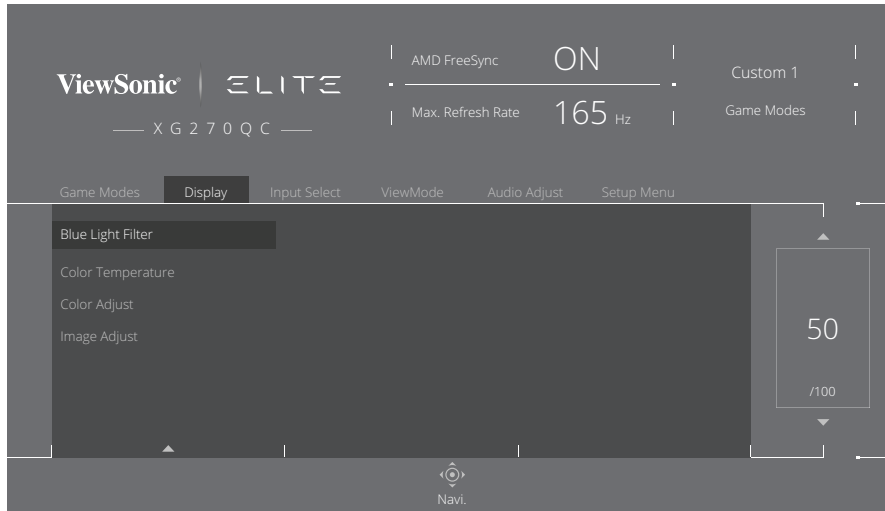 ViewSonic® ELITE
XG270QC
AMD FreeSync ON
Max. Refresh Rate 165 Hz
Custom 1
Game Modes
Game Modes Display Input Select ViewMode Audio Adjust Setup Menu
Blue Light Filter
Color Temperature
Color Adjust
Image Adjust
50
/100
Navi.